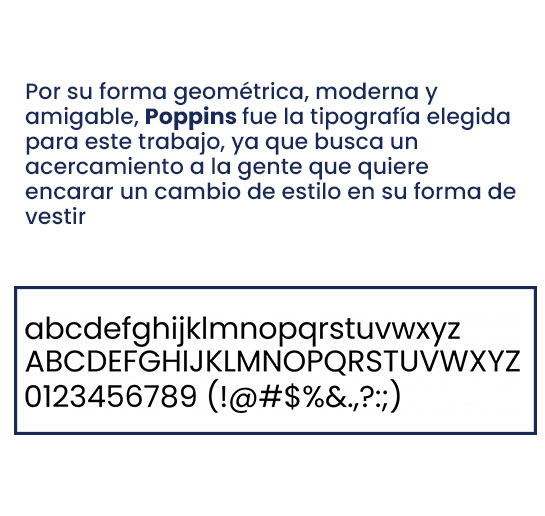 Por su forma geométrica, moderna y
amigable, Poppins fue la tipografía elegida
para este trabajo, ya que busca un
acercamiento a la gente que quiere
encarar un cambio de estilo en su forma de
vestir
abcdefghijklmnopqrstuvwxyz
ABCDEFGHIJKLMNOPQRSTUVWXYZ
0123456789 (!@#$%&.,?:;)